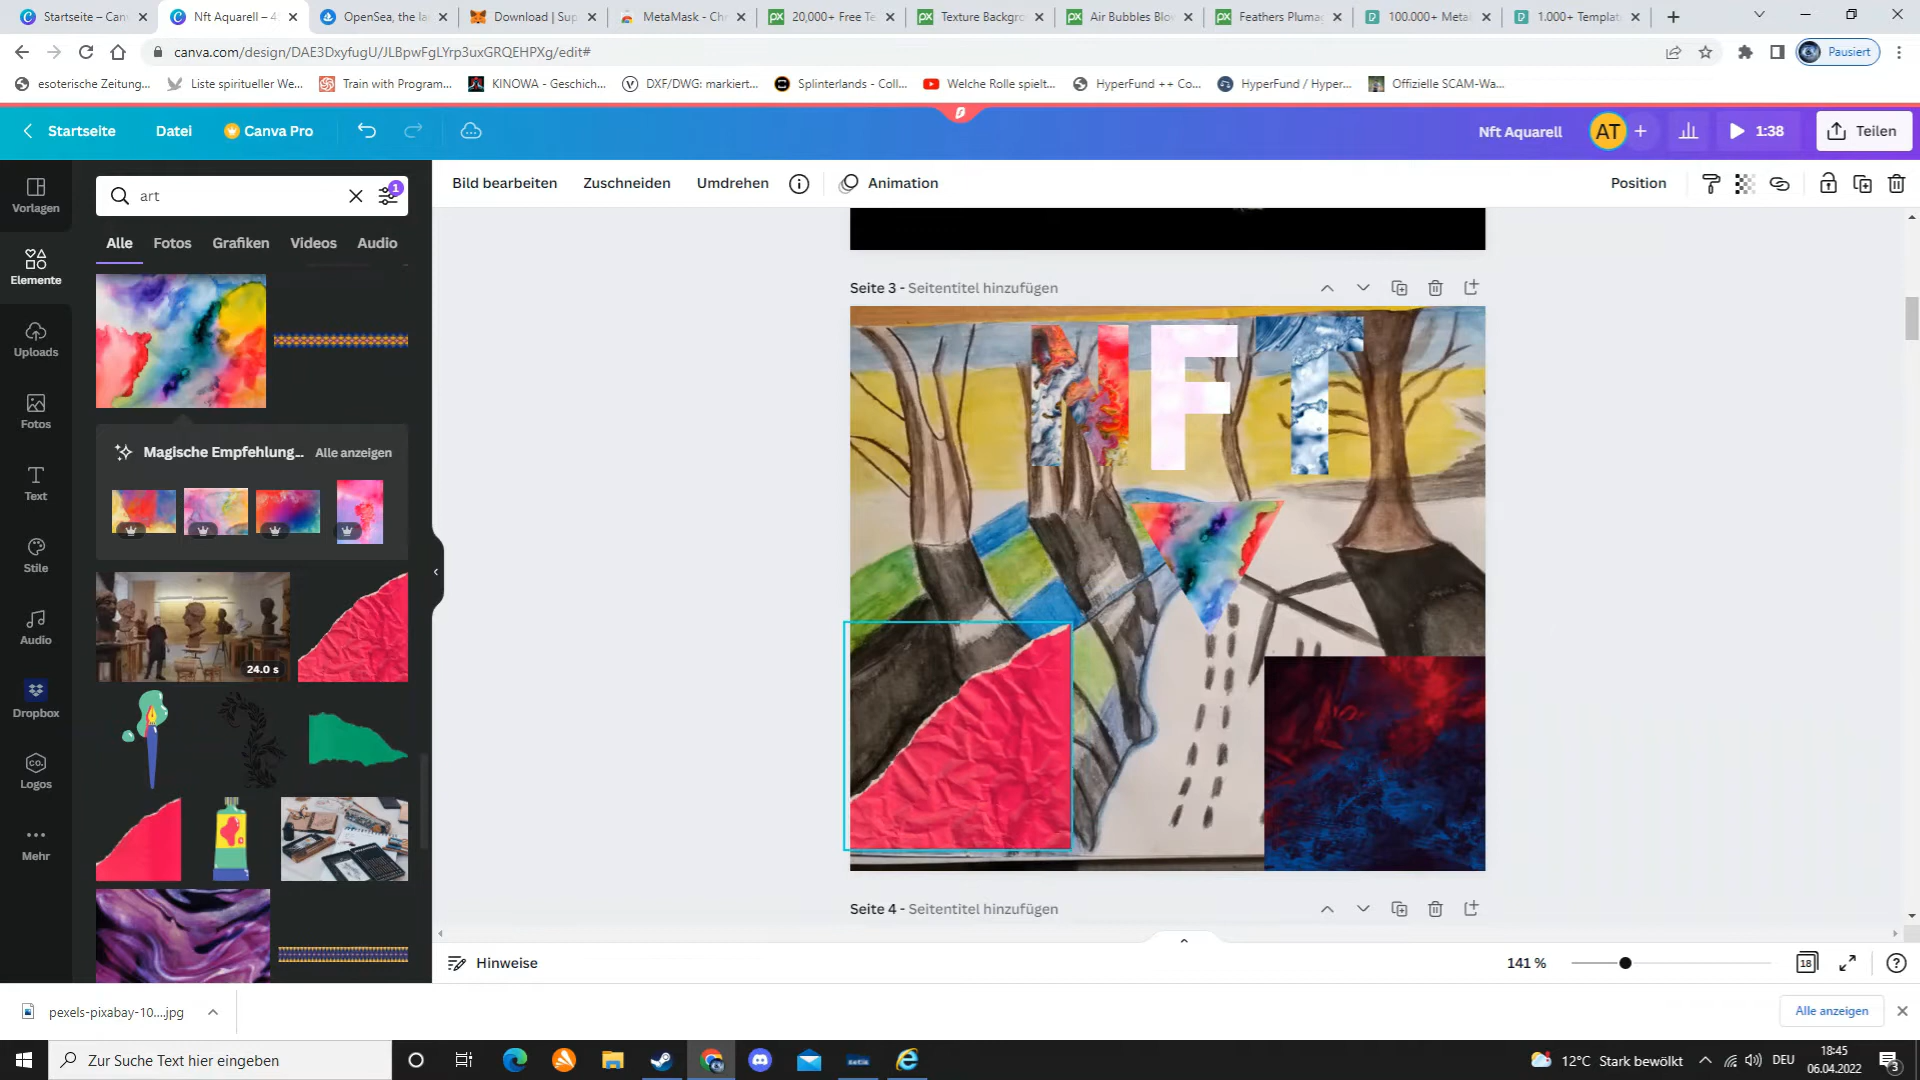 Startseite – Canv
Nft Aquarell – 4
OpenSea, the la
Download | Sup
MetaMask - Chr
20,000+ Free Te
Texture Backgro
Air Bubbles Blo
Feathers Pluma
100.000+ Meta
1.000+ Templat
canva.com/design/DAE3DxyfugU/JLBpwFgLYrp3uxGRQEHPXg/edit#
Pausiert
esoterische Zeitung...
Liste spiritueller We...
Train with Program...
KINOWA - Geschich...
DXF/DWG: markiert...
Splinterlands - Coll...
Welche Rolle spielt...
HyperFund ++ Co...
HyperFund / Hyper...
Offizielle SCAM-Wa...
Startseite
Datei
Canva Pro
Nft Aquarell
AT
1:38
Teilen
Vorlagen
Elemente
Uploads
Fotos
Text
Stile
Audio
Dropbox
CO.
Logos
Mehr
art
1
Alle
Fotos
Grafiken
Videos
Audio
Magische Empfehlung...
Alle anzeigen
24.0 s
Bild bearbeiten
Zuschneiden
Umdrehen
Animation
Position
Seite 3 - Seitentitel hinzufügen
NFT
Seite 4 - Seitentitel hinzufügen
Hinweise
141 %
18
pexels-pixabay-10....jpg
Alle anzeigen
Zur Suche Text hier eingeben
12°C Stark bewölkt
DEU
18:45
06.04.2022
3